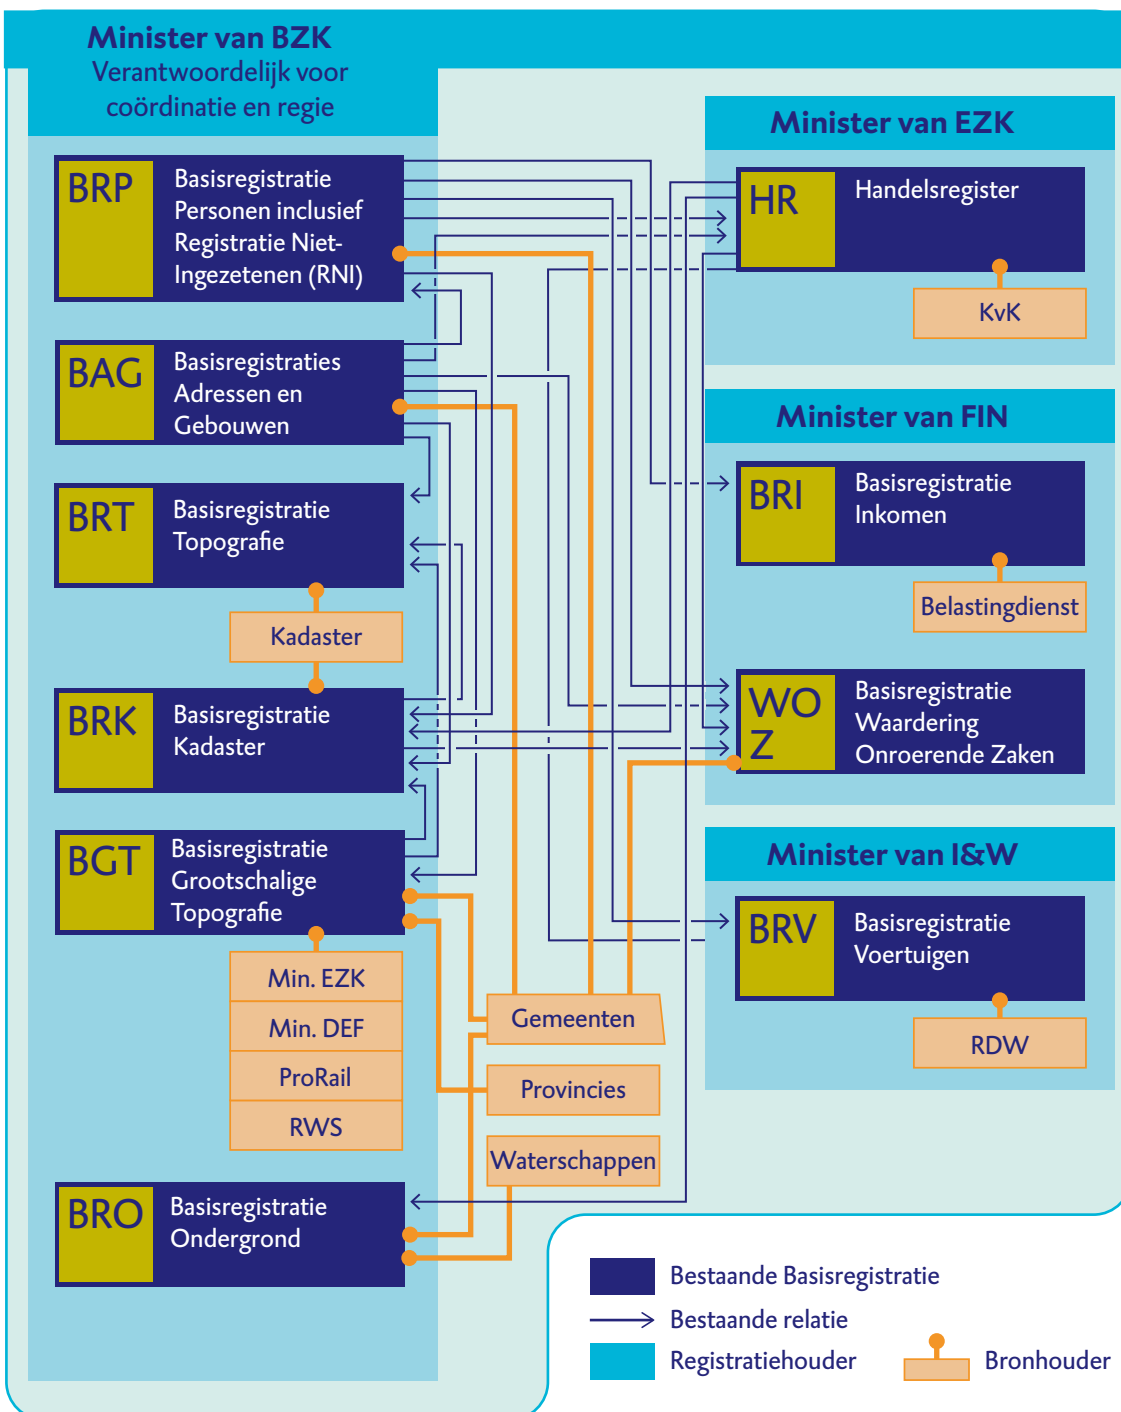 Minister van BZK
Verantwoordelijk voor
coördinatie en regie
BRP
Basisregistratie
Personen inclusief
Registratie Niet-
Ingezetenen (RNI)
BAG
Basisregistraties
Adressen en
Gebouwen
BRT
Basisregistratie
Topografie
Kadaster
BRK
Basisregistratie
Kadaster
BGT
Basisregistratie
Grootschalige
Topografie
Min. EZK
Min. DEF
ProRail
RWS
BRO
Basisregistratie
Ondergrond
Gemeenten
Provincies
Waterschappen
Minister van EZK
HR
Handelsregister
KvK
Minister van FIN
BRI
Basisregistratie
Inkomen
Belastingdienst
WO
Z
Basisregistratie
Waardering
Onroerende Zaken
Minister van I&W
BRV
Basisregistratie
Voertuigen
RDW
Bestaande Basisregistratie
Bestaande relatie
Registratiehouder
Bronhouder